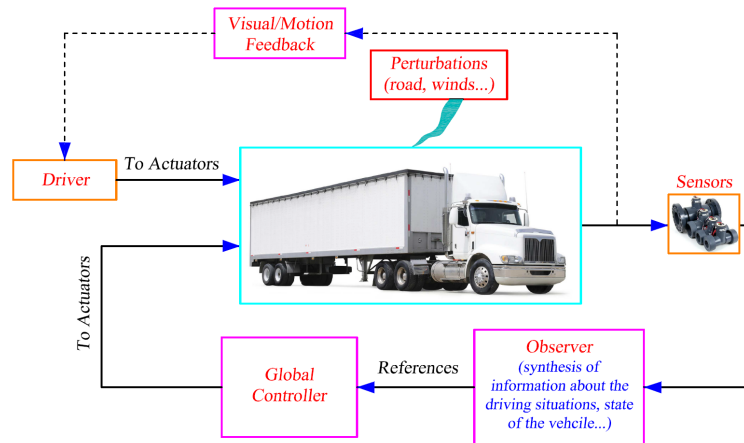 Visual/Motion
Feedback
Perturbations
(road, winds...)
To Actuators
Driver
Sensors
To Actuators
Global
Controller
References
Observer
(synthesis of
information about the
driving situations, state
of the vehcile...)